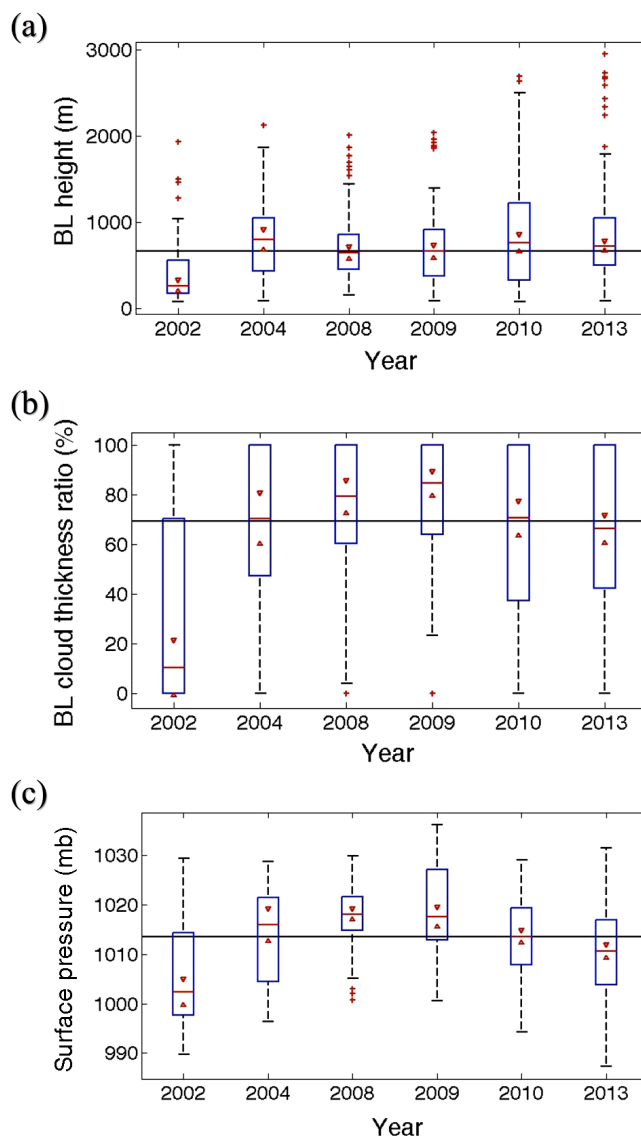 (a)
3000
2000
1000
0
BL height (m)
2002 2004 2008 2009 2010 2013
Year
(b)
100
80
60
40
20
0
BL cloud thickness ratio (%)
2002 2004 2008 2009 2010 2013
Year
(c)
1030
1020
1010
1000
990
Surface pressure (mb)
2002 2004 2008 2009 2010 2013
Year